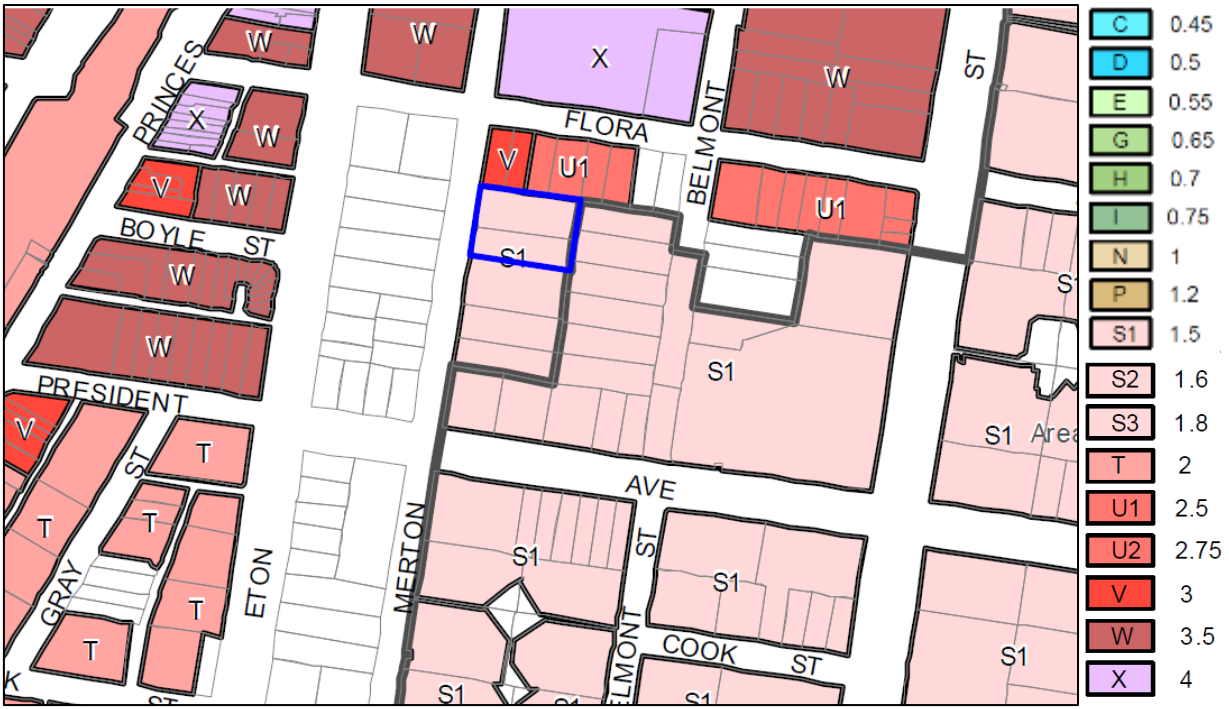 W
W
X
W
ST
PRINCES
X
W
FLORA
BELMONT
V
U1
V
W
U1
BOYLE ST
S1
W
W
S1
PRESIDENT
V
T
S1
Area
ST
AVE
T
T
S1
ST
S1
GRAY
T
ETON
MERTON
T
BELMONT
COOK ST
S1
K
ST
S1
S1
S1
C 0.45
D 0.5
E 0.55
G 0.65
H 0.7
I 0.75
N 1
P 1.2
S1 1.5
S2 1.6
S3 1.8
T 2
U1 2.5
U2 2.75
V 3
W 3.5
X 4